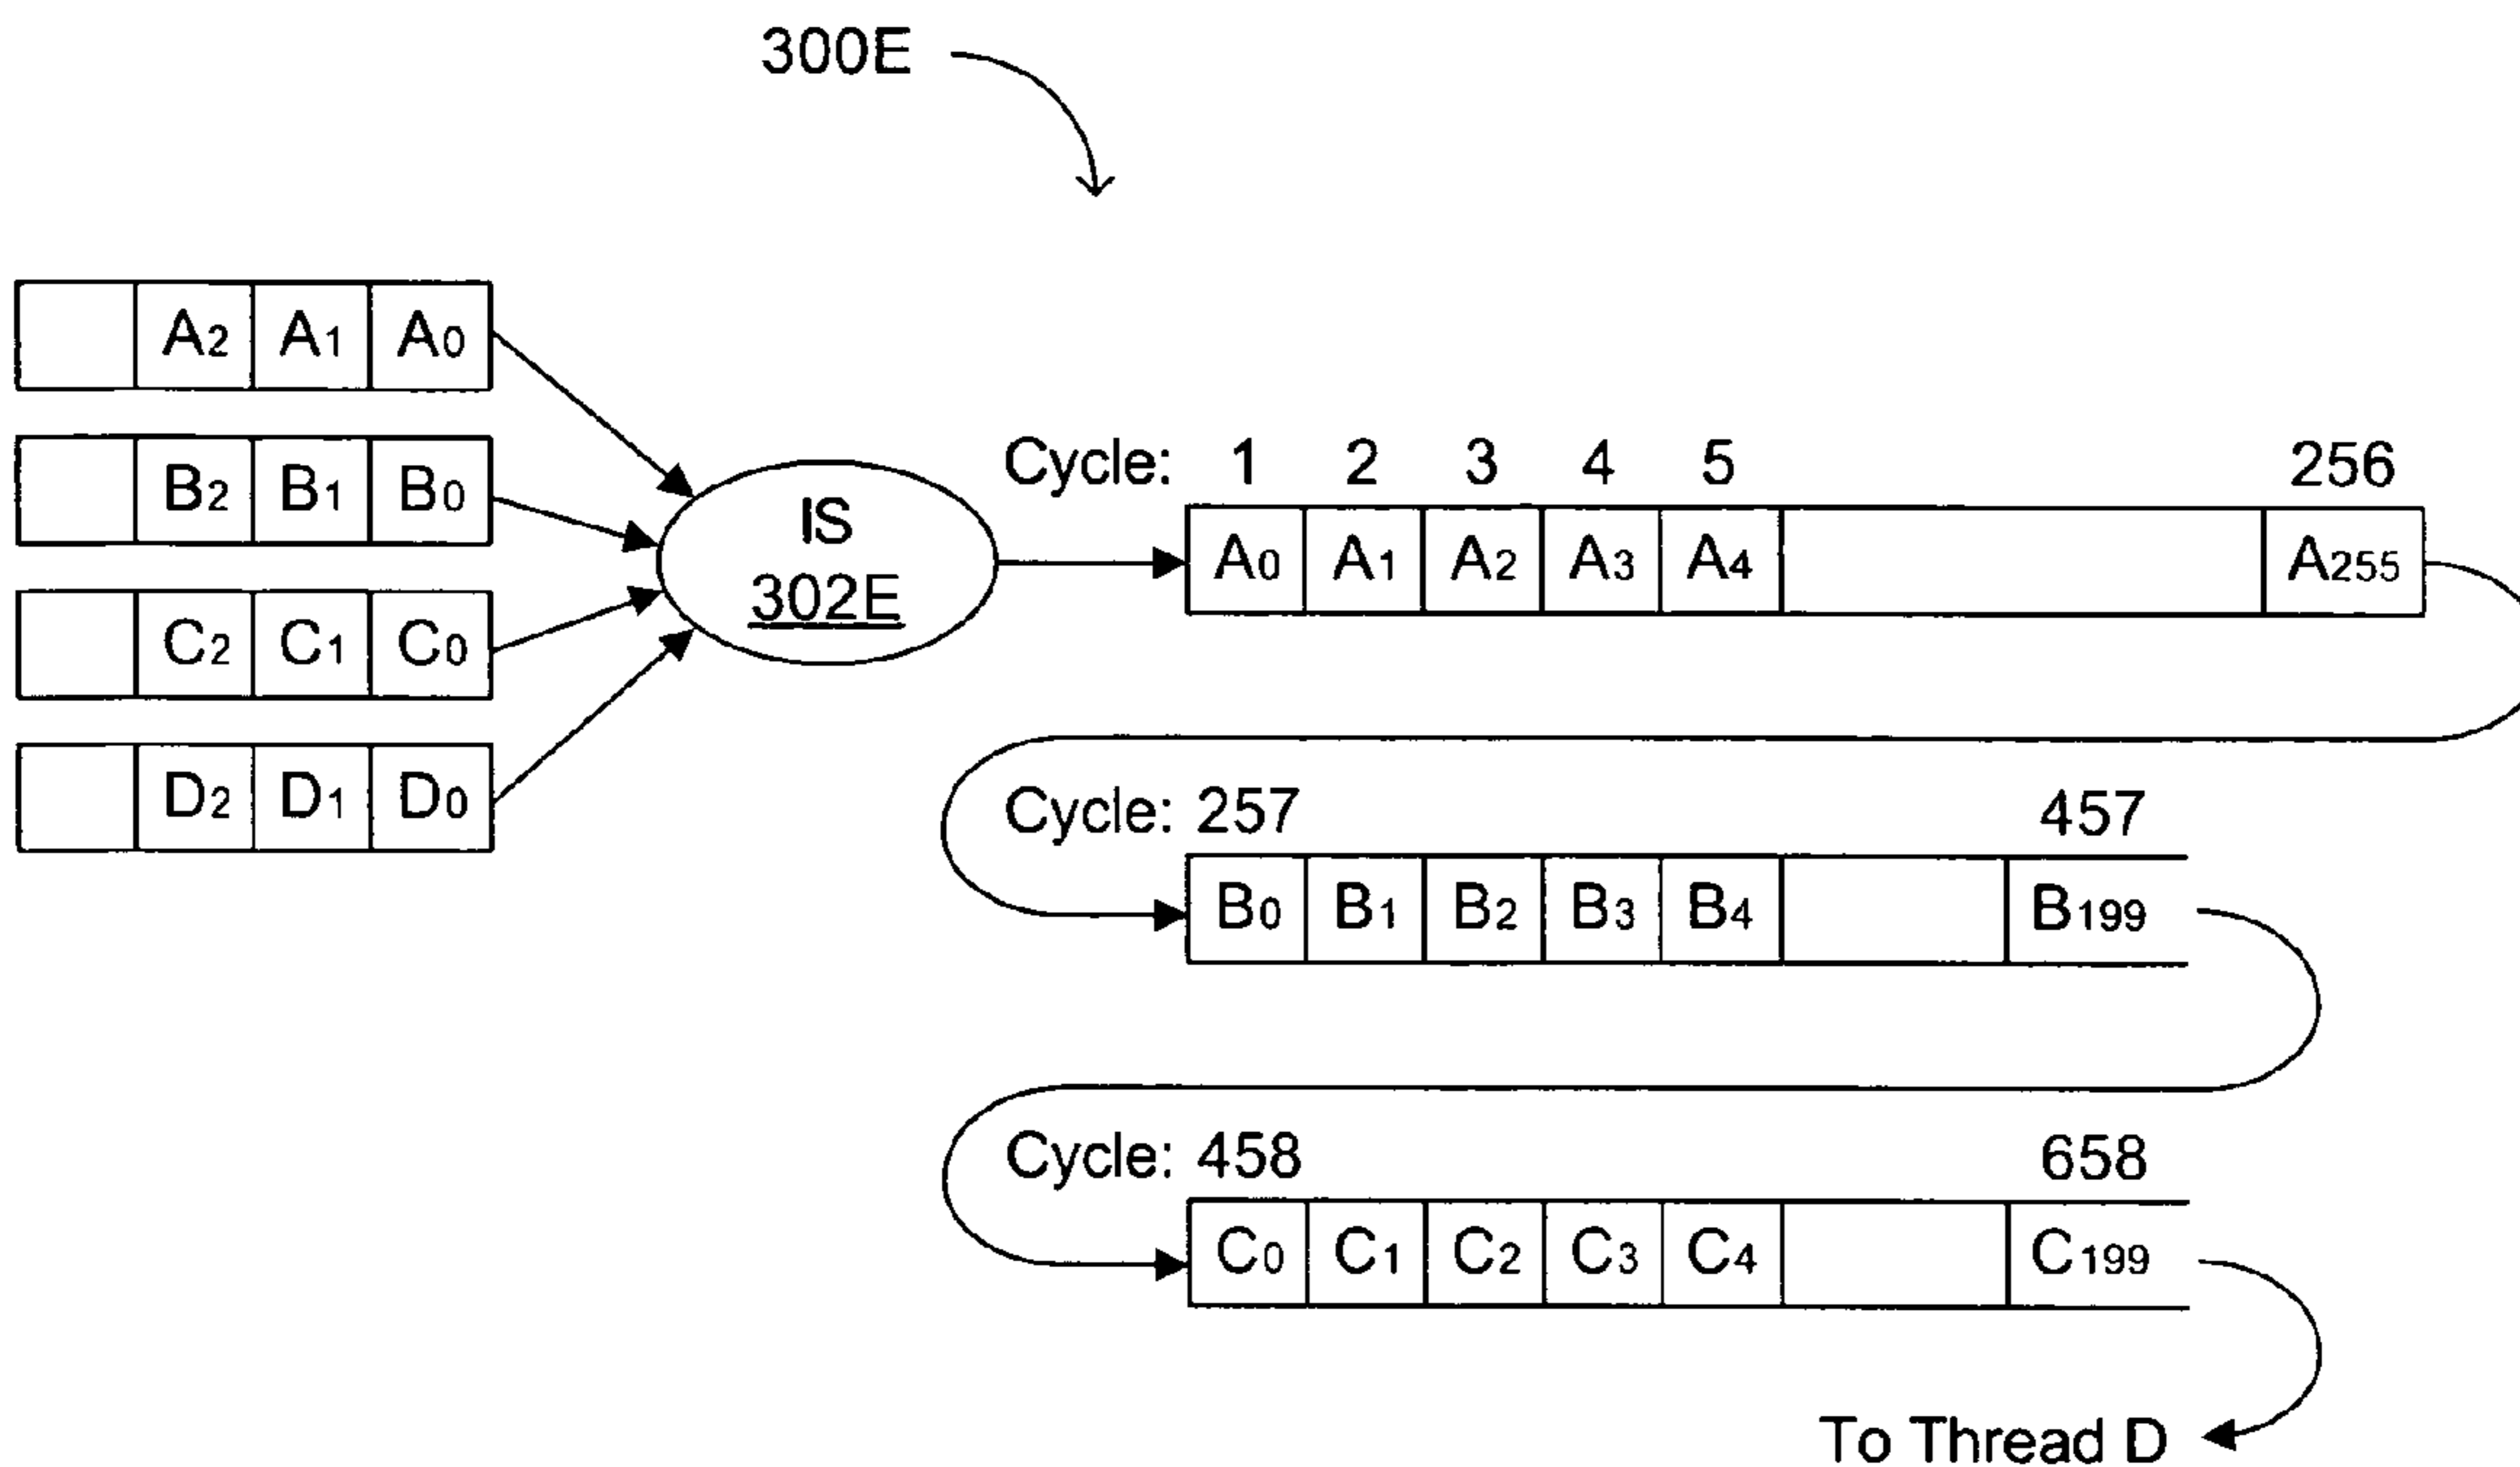 300E
A2 A1 A0
B2 B1 B0
C2 C1 C0
D2 D1 D0
IS
302E
Cycle: 1 2 3 4 5 256
A0 A1 A2 A3 A4 A255
Cycle: 257 457
B0 B1 B2 B3 B4 B199
Cycle: 458 658
C0 C1 C2 C3 C4 C199
To Thread D